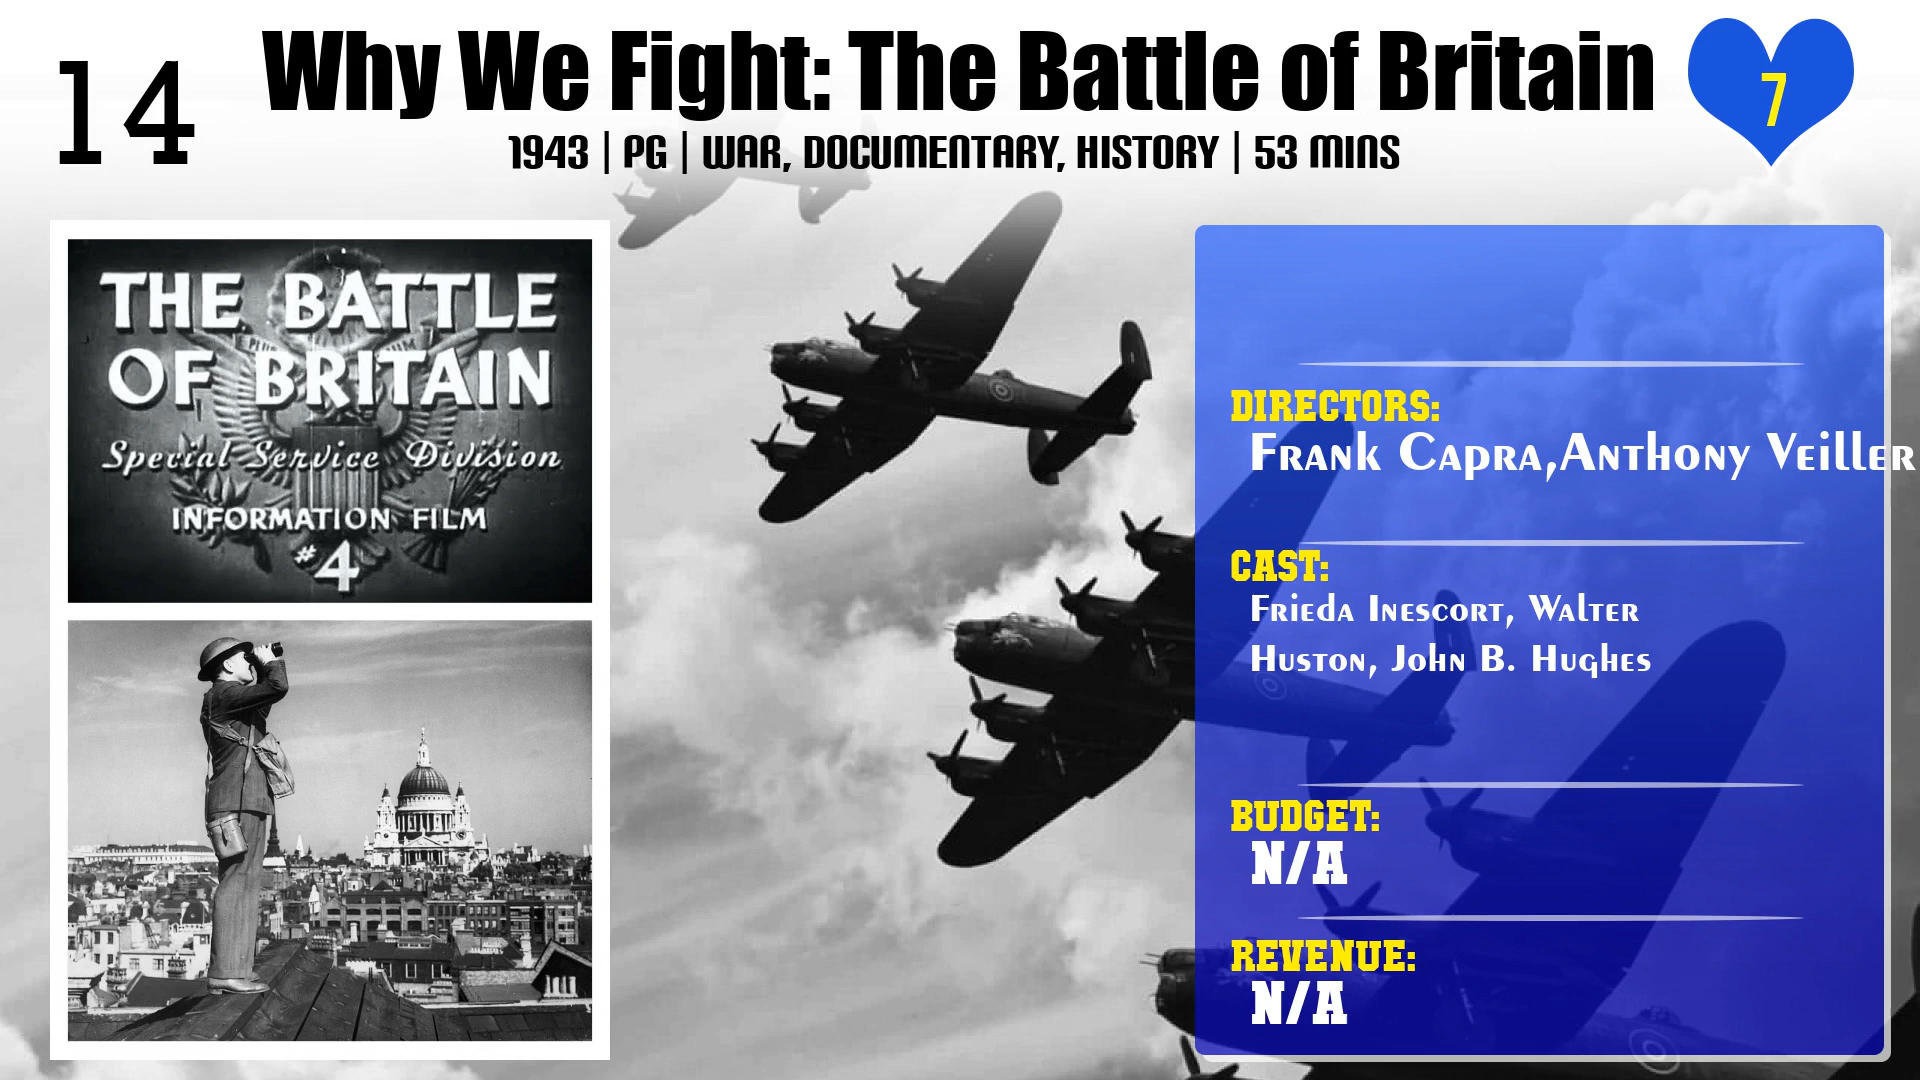 14
Why We Fight: The Battle of Britain
1943 | PG | WAR, DOCUMENTARY, HISTORY | 53 MINS
7
THE BATTLE
OF BRITAIN
Special Service Division
INFORMATION FILM
#4
DIRECTORS:
Frank Capra,Anthony Veiller
CAST:
Frieda Inescort, Walter
Huston, John B. Hughes
BUDGET:
N/A
REVENUE:
N/A